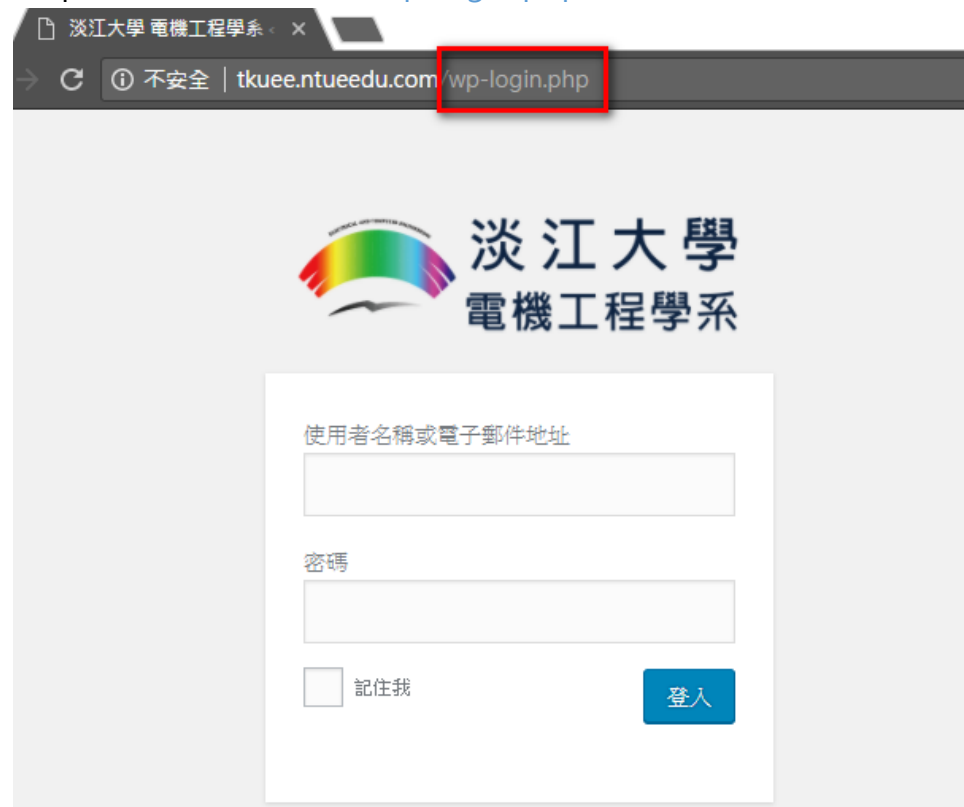 淡江大學 電機工程學系 ‹
不安全 | tkuee.ntueedu.com/wp-login.php
淡江大學
電機工程學系
使用者名稱或電子郵件地址
密碼
記住我
登入